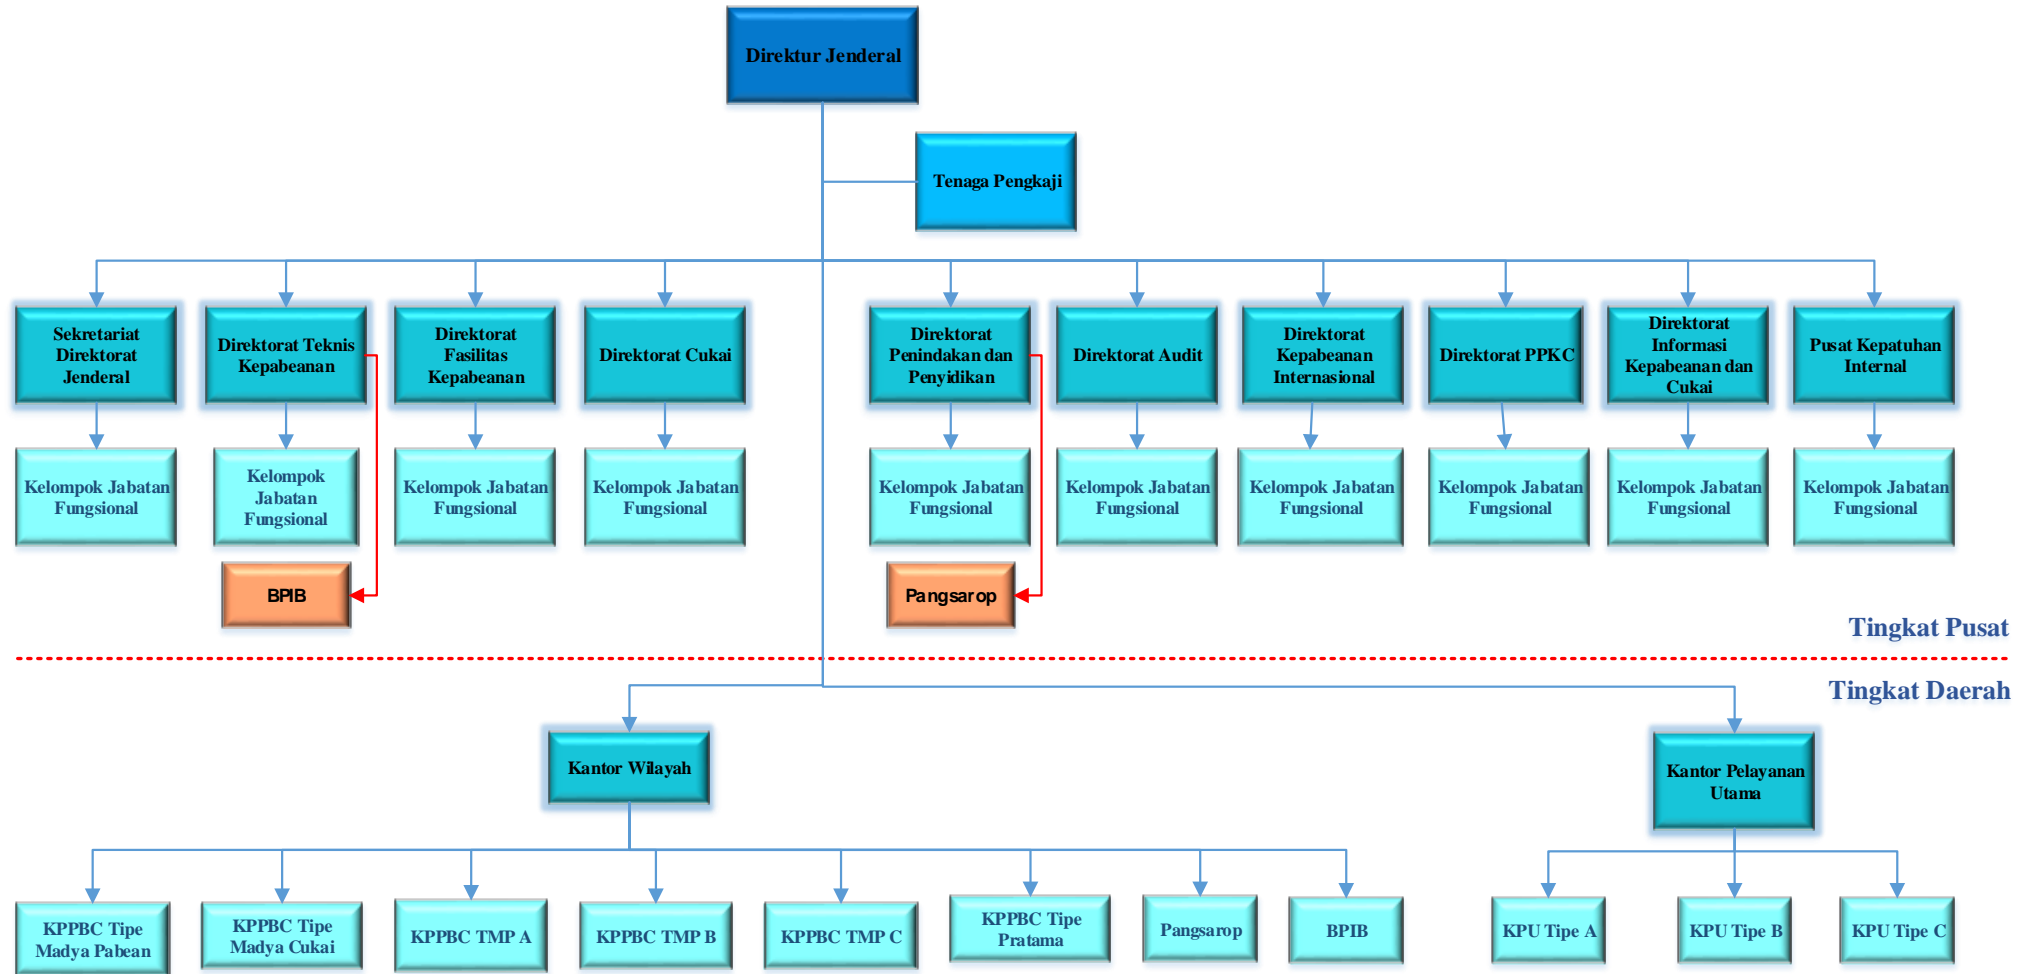 Direktur Jenderal
Tenaga Pengkaji
Sekretariat
Direktorat
Jenderal
Direktorat Teknis
Kepabeanan
Direktorat
Fasilitas
Kepabeanan
Direktorat Cukai
Direktorat
Penindakan dan
Penyidikan
Direktorat Audit
Direktorat
Kepabeanan
Internasional
Direktorat PPKC
Direktorat
Informasi
Kepabeanan dan
Cukai
Pusat Kepatuhan
Internal
Kelompok Jabatan
Fungsional
Kelompok
Jabatan
Fungsional
Kelompok Jabatan
Fungsional
Kelompok Jabatan
Fungsional
Kelompok Jabatan
Fungsional
Kelompok Jabatan
Fungsional
Kelompok Jabatan
Fungsional
Kelompok Jabatan
Fungsional
Kelompok Jabatan
Fungsional
Kelompok Jabatan
Fungsional
BPIB
Pangsarop
Tingkat Pusat
Tingkat Daerah
Kantor Wilayah
Kantor Pelayanan
Utama
KPPBC Tipe
Madya Pabean
KPPBC Tipe
Madya Cukai
KPPBC TMP A
KPPBC TMP B
KPPBC TMP C
KPPBC Tipe
Pratama
Pangsarop
BPIB
KPU Tipe A
KPU Tipe B
KPU Tipe C